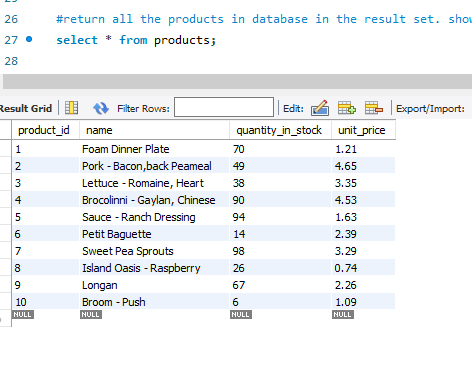 26 #return all the products in database in the result set. show
27 select * from products;
28
Result Grid Filter Rows: Edit: Export/Import:
product_id name quantity_in_stock unit_price
1 Foam Dinner Plate 70 1.21
2 Pork - Bacon,back Peameal 49 4.65
3 Lettuce - Romaine, Heart 38 3.35
4 Brocolinni - Gaylan, Chinese 90 4.53
5 Sauce - Ranch Dressing 94 1.63
6 Petit Baguette 14 2.39
7 Sweet Pea Sprouts 98 3.29
8 Island Oasis - Raspberry 26 0.74
9 Longan 67 2.26
10 Broom - Push 6 1.09
NULL NULL NULL NULL